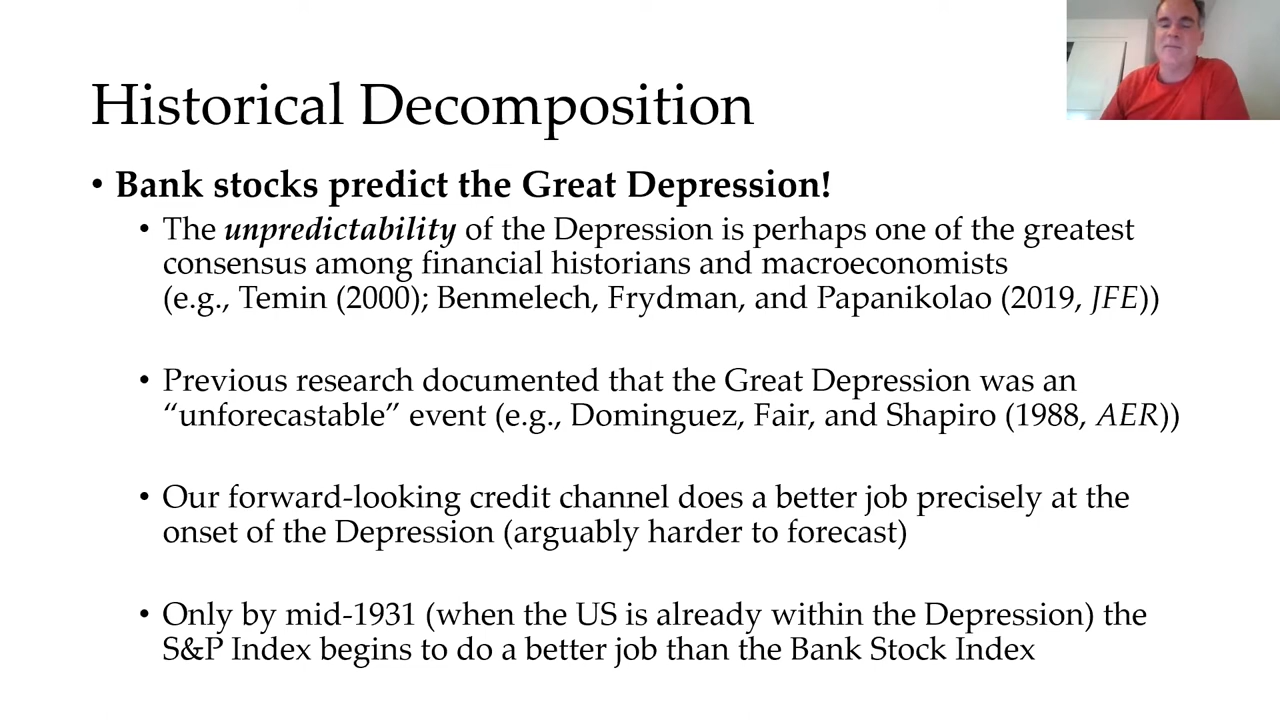 Historical Decomposition
• Bank stocks predict the Great Depression!
• The unpredictability of the Depression is perhaps one of the greatest
consensus among financial historians and macroeconomists
(e.g., Temin (2000); Benmelech, Frydman, and Papanikolao (2019, JFE))
• Previous research documented that the Great Depression was an
“unforecastable” event (e.g., Dominguez, Fair, and Shapiro (1988, AER))
• Our forward-looking credit channel does a better job precisely at the
onset of the Depression (arguably harder to forecast)
• Only by mid-1931 (when the US is already within the Depression) the
S&P Index begins to do a better job than the Bank Stock Index